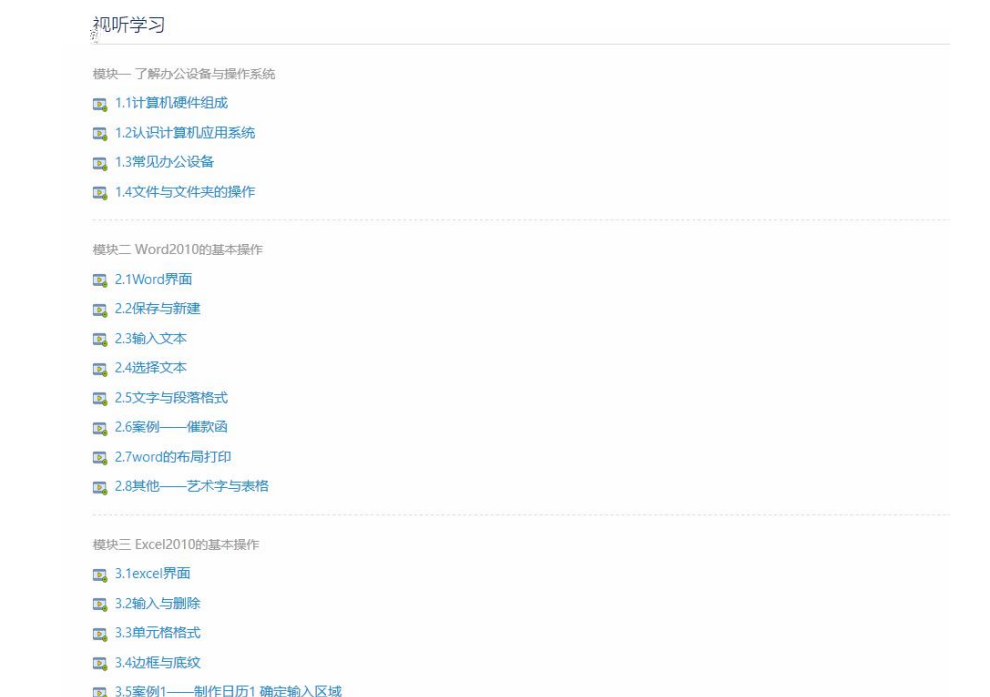 视听学习
模块一 了解办公设备与操作系统
1.1计算机硬件组成
1.2认识计算机应用系统
1.3常见办公设备
1.4文件与文件夹的操作
模块二 Word2010的基本操作
2.1Word界面
2.2保存与新建
2.3输入文本
2.4选择文本
2.5文字与段落格式
2.6案例——催款函
2.7word的布局打印
2.8其他——艺术字与表格
模块三 Excel2010的基本操作
3.1excel界面
3.2输入与删除
3.3单元格格式
3.4边框与底纹
3.5案例1——制作日历1 确定输入区域